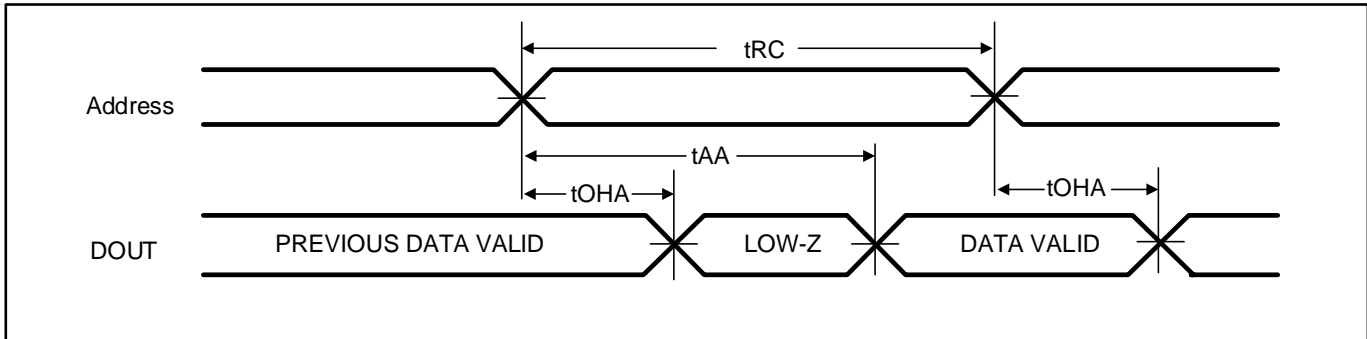 tRC
Address
tAA
tOHA
tOHA
DOUT
PREVIOUS DATA VALID
LOW-Z
DATA VALID